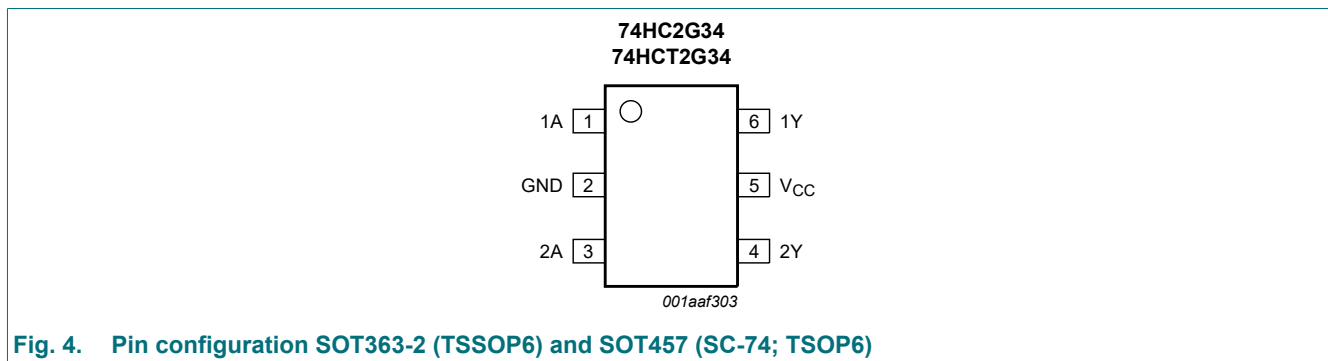 74HC2G34
74HCT2G34
1A 1 6 1Y
GND 2 5 VCC
2A 3 4 2Y
001aaf303
Fig. 4. Pin configuration SOT363-2 (TSSOP6) and SOT457 (SC-74; TSOP6)